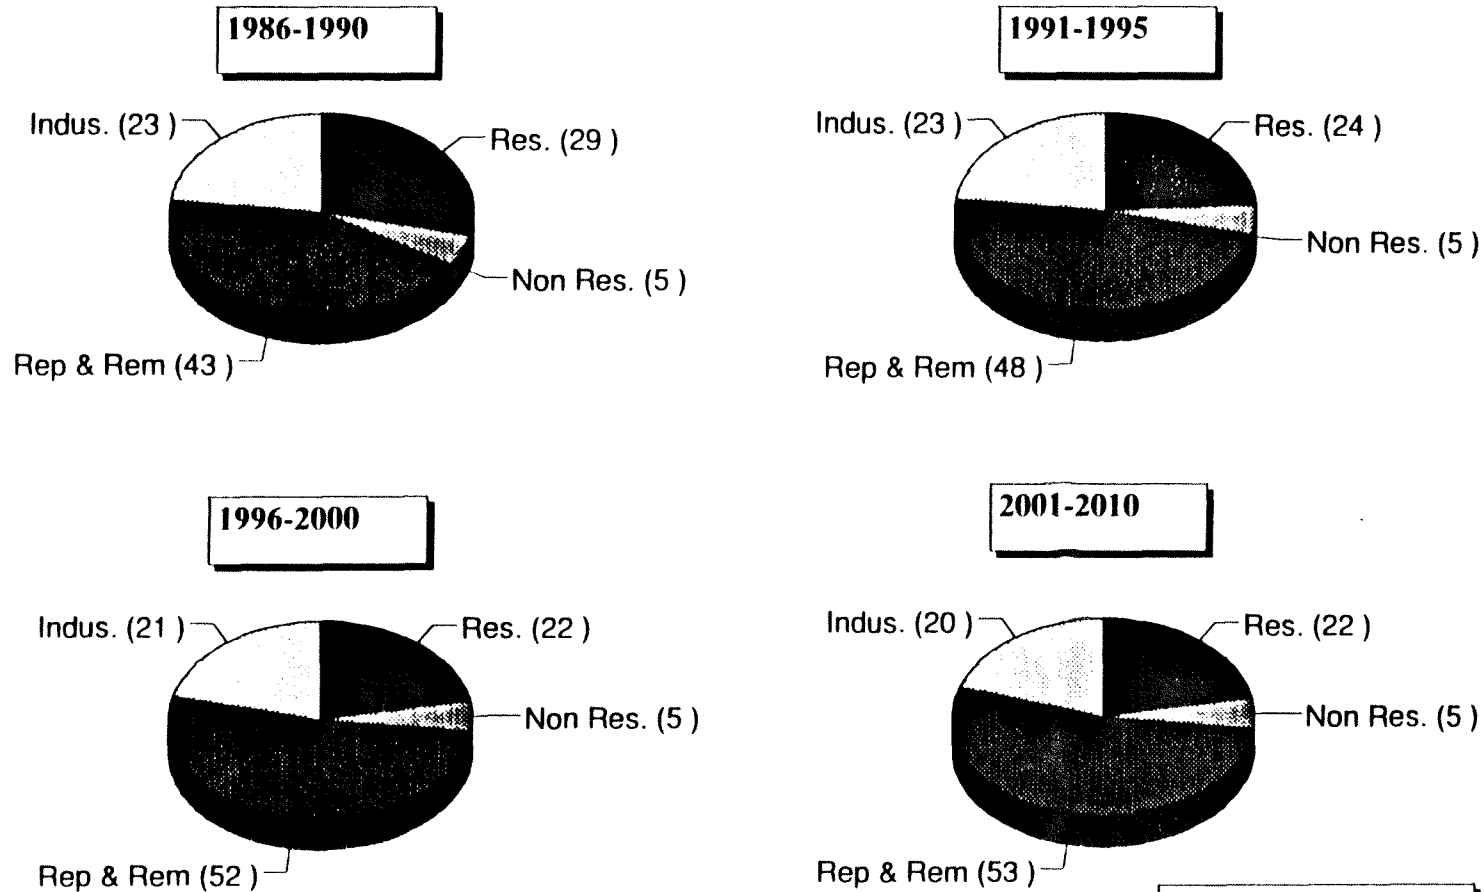 1986-1990
Indus. (23 )
Res. (29 )
Non Res. (5 )
Rep & Rem (43 )
1991-1995
Indus. (23 )
Res. (24 )
Non Res. (5 )
Rep & Rem (48 )
1996-2000
Indus. (21 )
Res. (22 )
Non Res. (5 )
Rep & Rem (52 )
2001-2010
Indus. (20 )
Res. (22 )
Non Res. (5 )
Rep & Rem (53 )